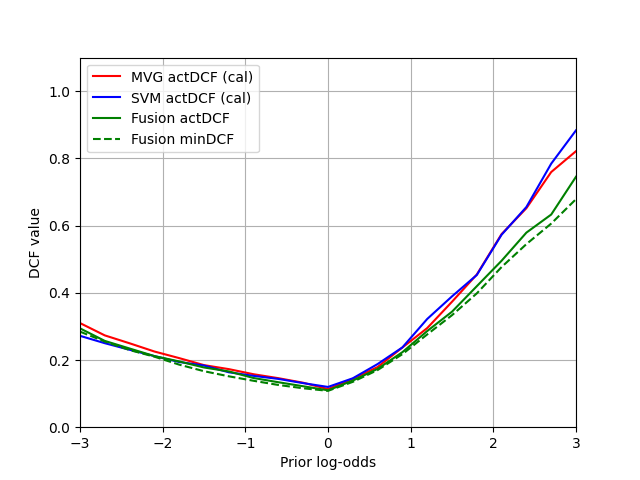 MVG actDCF (cal)
SVM actDCF (cal)
Fusion actDCF
Fusion minDCF
DCF value
1.0
0.8
0.6
0.4
0.2
0.0
−3
−2
−1
0
1
2
3
Prior log-odds